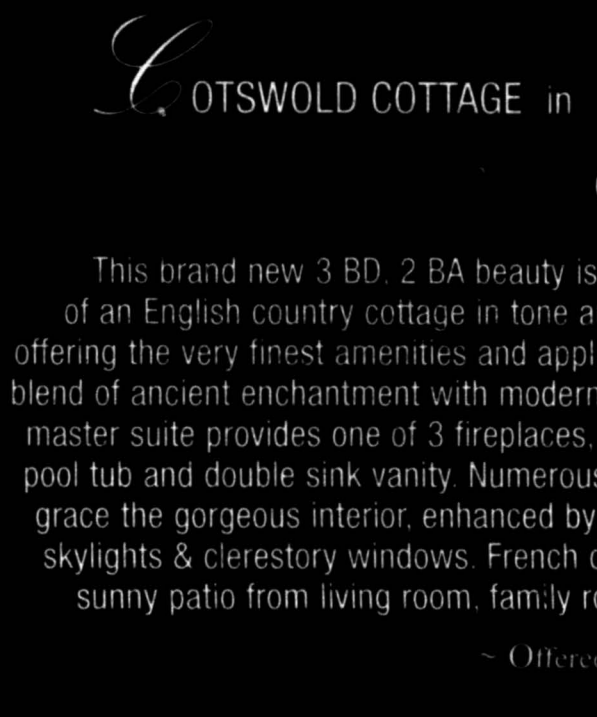 COTSWOLD COTTAGE in
This brand new 3 BD, 2 BA beauty is
of an English country cottage in tone a
offering the very finest amenities and appl
blend of ancient enchantment with modern
master suite provides one of 3 fireplaces,
pool tub and double sink vanity. Numerous
grace the gorgeous interior, enhanced by
skylights & clerestory windows. French
sunny patio from living room, family ro
~ Offered